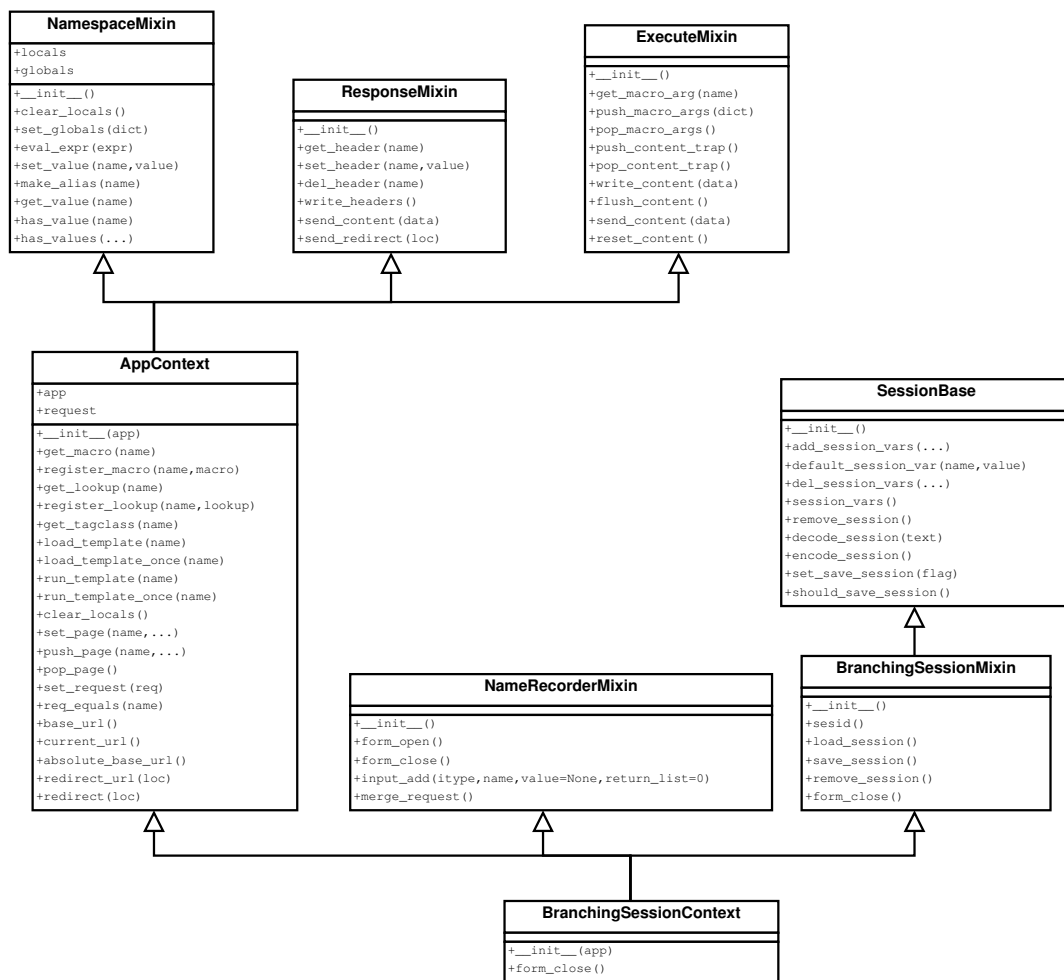 NamespaceMixin
+locals
+globals
+__init__()
+clear_locals()
+set_globals(dict)
+eval_expr(expr)
+set_value(name,value)
+make_alias(name)
+get_value(name)
+has_value(name)
+has_values(...)
ResponseMixin
+__init__()
+get_header(name)
+set_header(name,value)
+del_header(name)
+write_headers()
+send_content(data)
+send_redirect(loc)
ExecuteMixin
+__init__()
+get_macro_arg(name)
+push_macro_args(dict)
+pop_macro_args()
+push_content_trap()
+pop_content_trap()
+write_content(data)
+flush_content()
+send_content(data)
+reset_content()
AppContext
+app
+request
+__init__(app)
+get_macro(name)
+register_macro(name,macro)
+get_lookup(name)
+register_lookup(name,lookup)
+get_tagclass(name)
+load_template(name)
+load_template_once(name)
+run_template(name)
+run_template_once(name)
+clear_locals()
+set_page(name,...)
+push_page(name,...)
+pop_page()
+set_request(req)
+req_equals(name)
+base_url()
+current_url()
+absolute_base_url()
+redirect_url(loc)
+redirect(loc)
SessionBase
+__init__()
+add_session_vars(...)
+default_session_var(name,value)
+del_session_vars(...)
+session_vars()
+remove_session()
+decode_session(text)
+encode_session()
+set_save_session(flag)
+should_save_session()
NameRecorderMixin
+__init__()
+form_open()
+form_close()
+input_add(itype,name,value=None,return_list=0)
+merge_request()
BranchingSessionMixin
+__init__()
+sesid()
+load_session()
+save_session()
+remove_session()
+form_close()
BranchingSessionContext
+__init__(app)
+form_close()